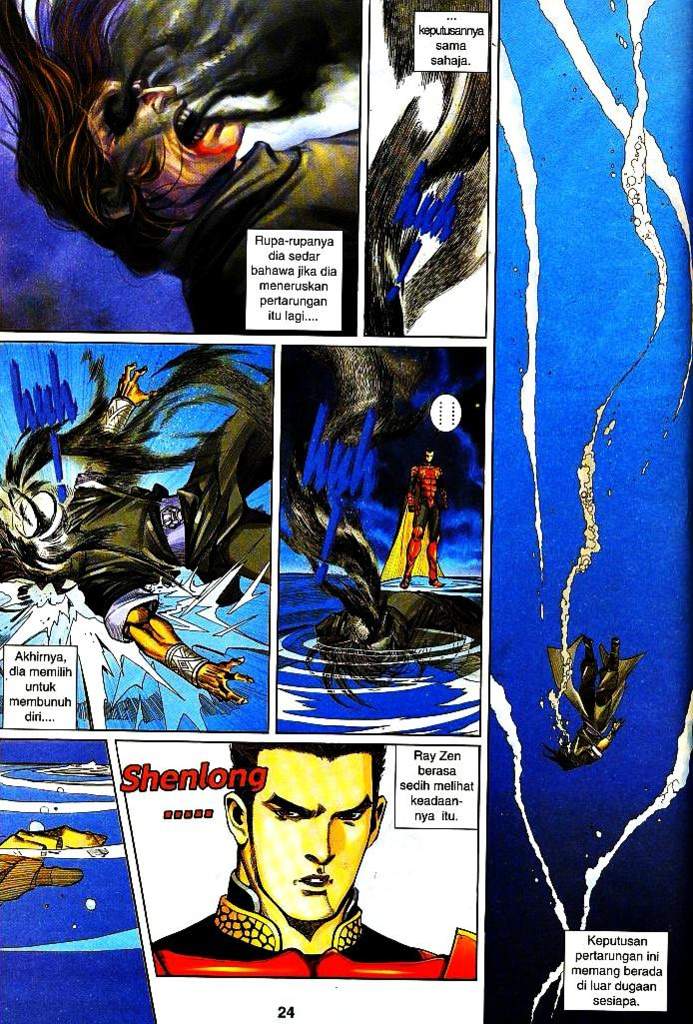 Rupa-rupanya
dia sedar
bahawa jika dia
meneruskan
pertarungan
itu lagi....
...
keputusannya
sama
sahaja.
huh
!
huh
!
Akhirnya,
dia memilih
untuk
membunuh
diri....
huh
!
Shenlong
.....
Ray Zen
berasa
sedih melihat
keadaan-
nya itu.
Keputusan
pertarungan ini
memang berada
di luar dugaan
sesiapa.
24